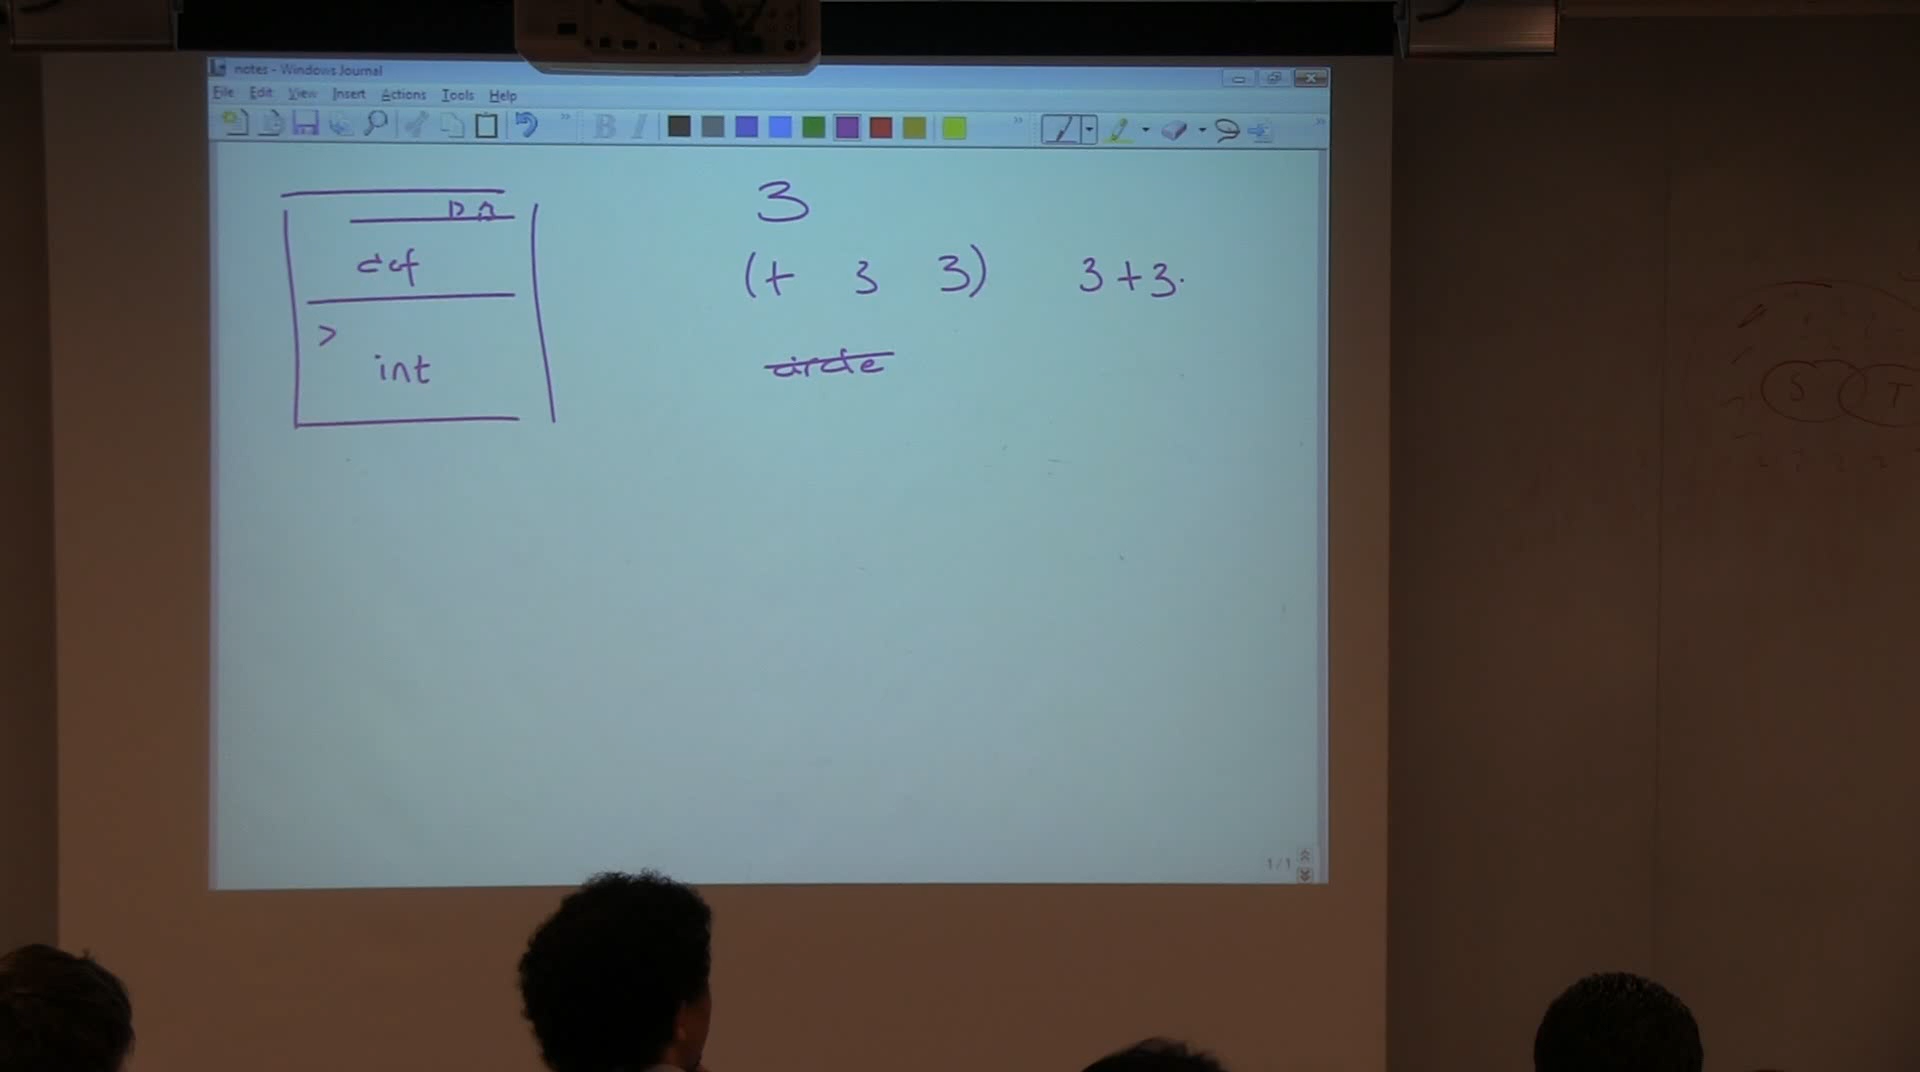 notes - Windows Journal
File Edit View Insert Actions Tools Help
B I
def
>
int
3
(+ 3 3) 3+3.
circle
1/1
S T